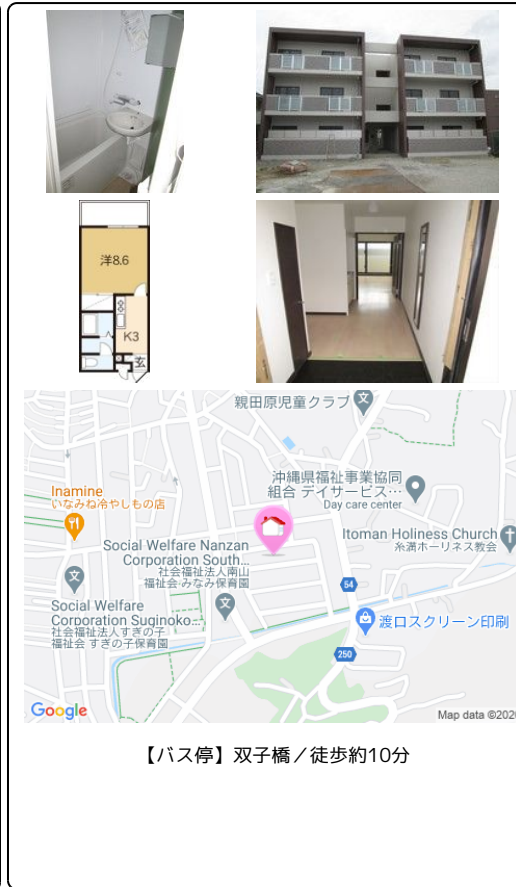 洋8.6
K3
玄
親田原児童クラブ
沖縄県福祉事業協同
組合 デイサービス…
Day care center
Inamine
いなみね冷やしもの店
Itoman Holiness Church
糸満ホーリネス教会
Social Welfare Nanzan
Corporation South...
社会福祉法人南山
福祉会 みなみ保育園
54
Social Welfare
Corporation Suginoko...
社会福祉法人すぎの子
福祉会 すぎの子保育園
渡口スクリーン印刷
250
Google
Map data ©2026
【バス停】双子橋／徒歩約10分